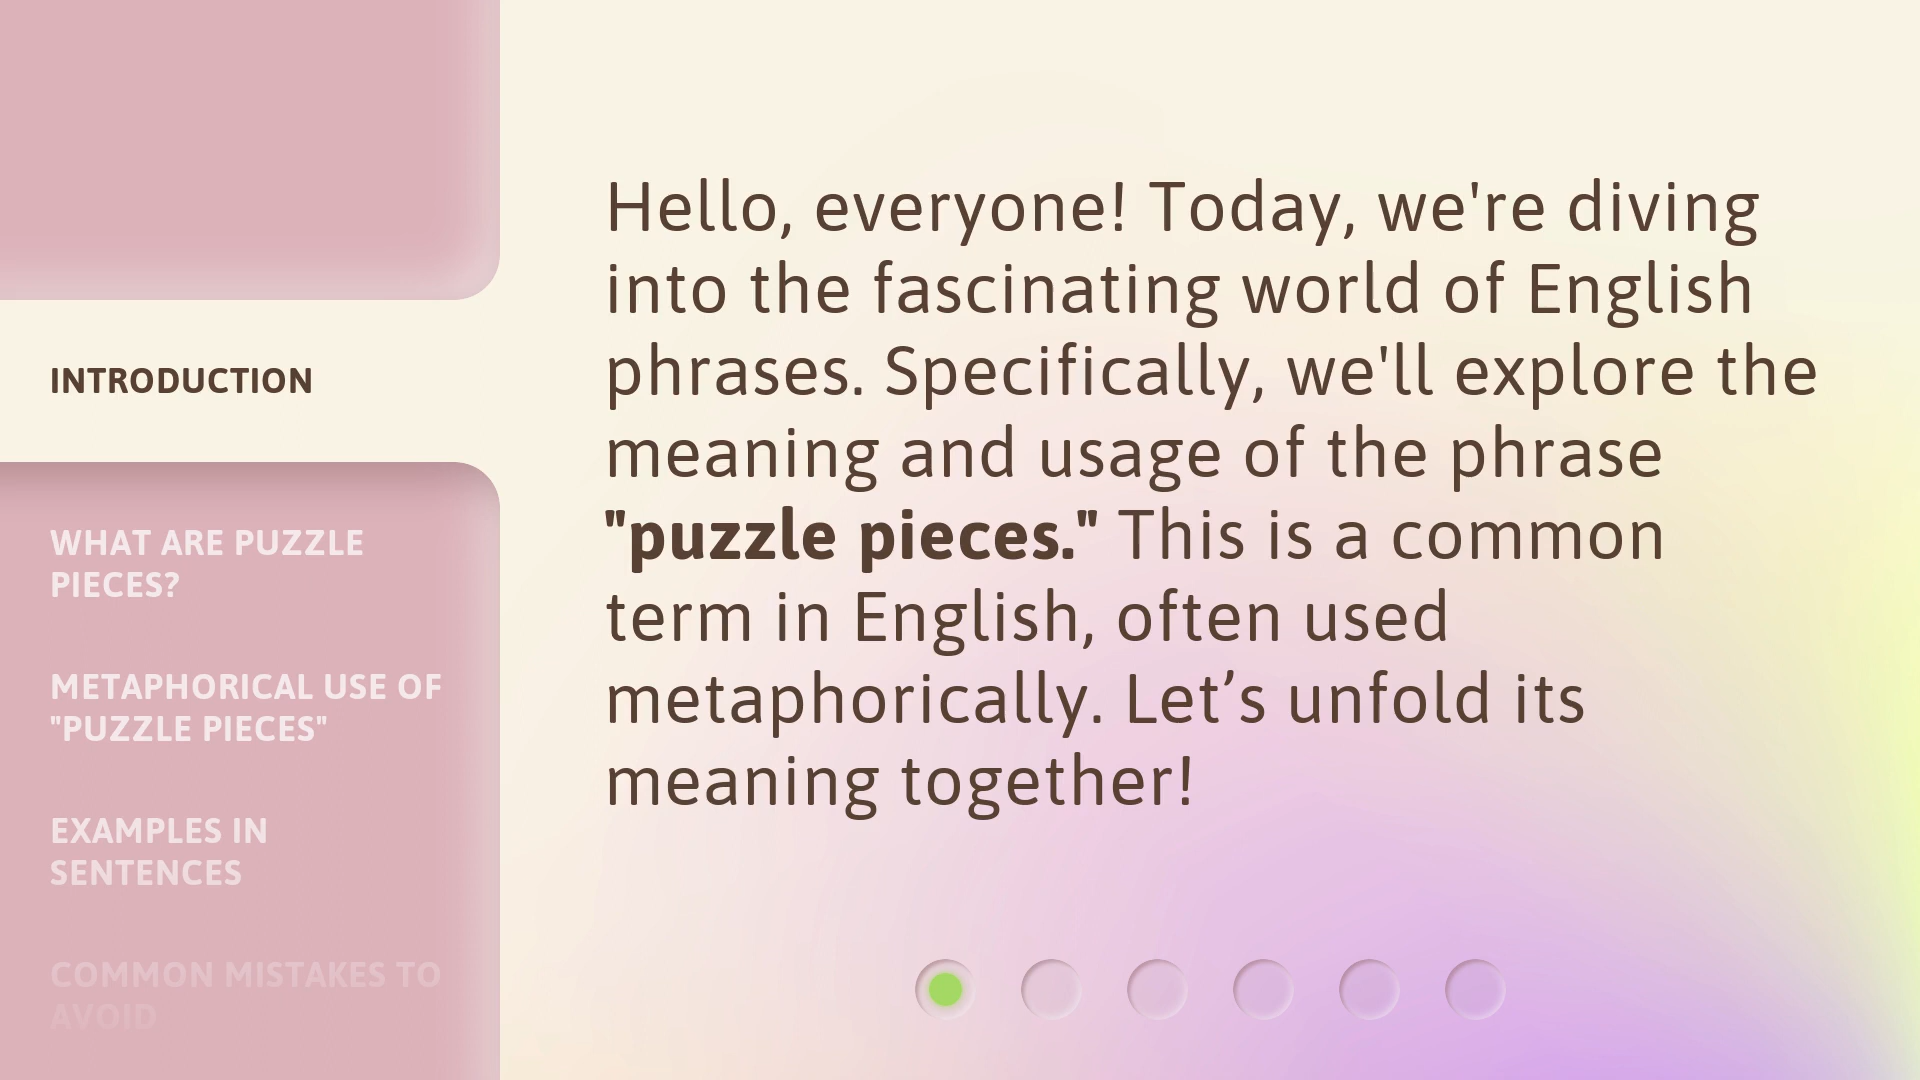 INTRODUCTION
WHAT ARE PUZZLE
PIECES?
METAPHORICAL USE OF
"PUZZLE PIECES"
EXAMPLES IN
SENTENCES
COMMON MISTAKES TO
AVOID
Hello, everyone! Today, we're diving
into the fascinating world of English
phrases. Specifically, we'll explore the
meaning and usage of the phrase
"puzzle pieces." This is a common
term in English, often used
metaphorically. Let’s unfold its
meaning together!